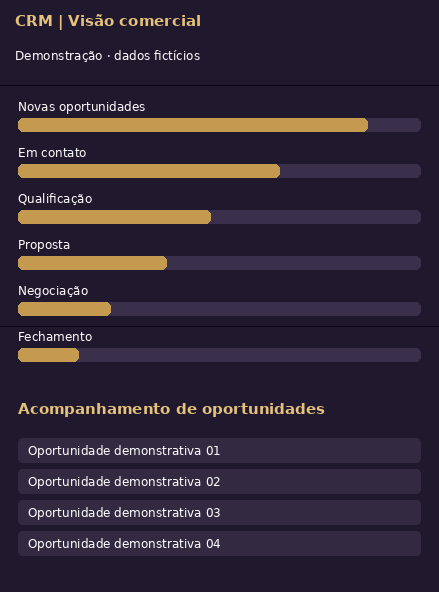 CRM | Visão comercial
Demonstração · dados fictícios
Novas oportunidades
Em contato
Qualificação
Proposta
Negociação
Fechamento
Acompanhamento de oportunidades
Oportunidade demonstrativa 01
Oportunidade demonstrativa 02
Oportunidade demonstrativa 03
Oportunidade demonstrativa 04